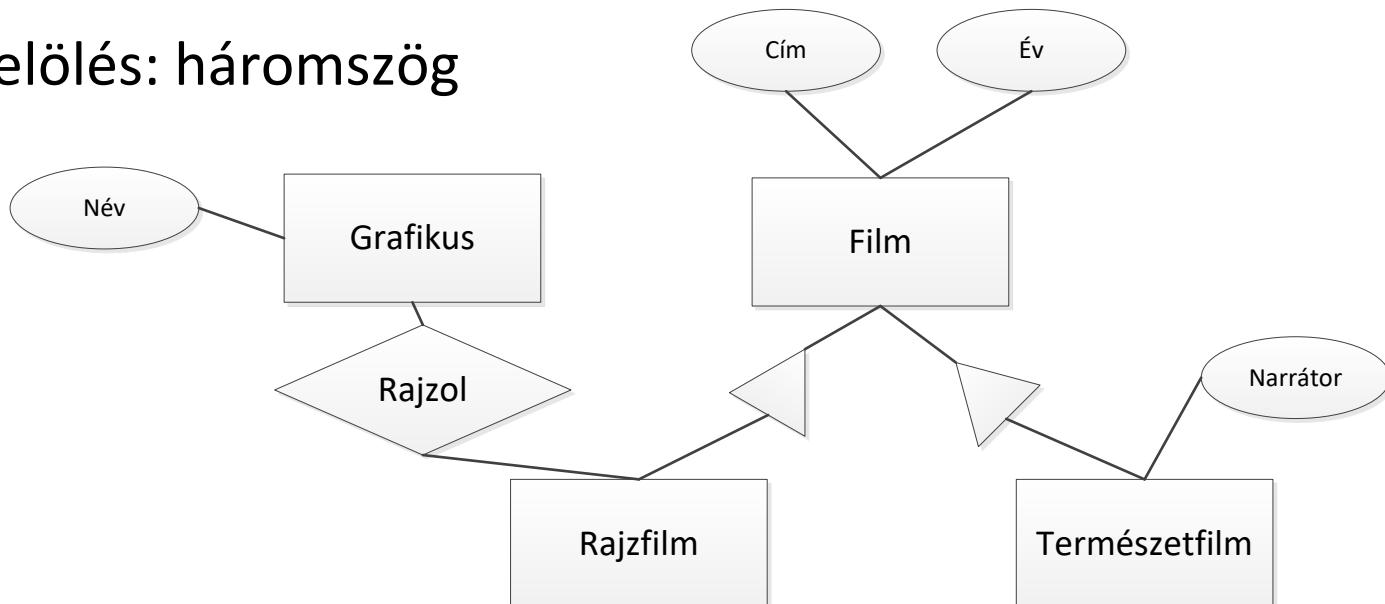 elölés: háromszög
Cím
Év
Név
Grafikus
Film
Rajzol
Narrátor
Rajzfilm
Természetfilm